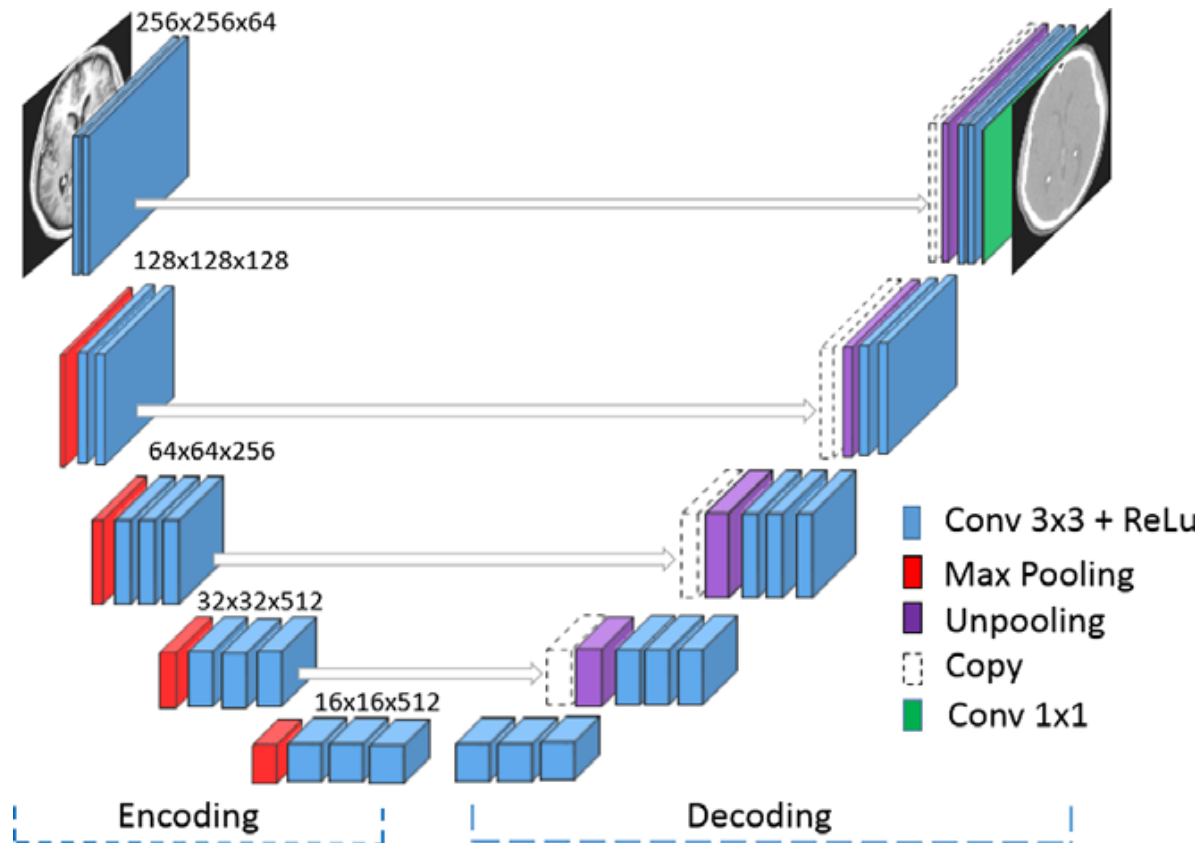 256x256x64
128x128x128
64x64x256
32x32x512
16x16x512
Conv 3x3 + ReLu
Max Pooling
Unpooling
Copy
Conv 1x1
Encoding
Decoding